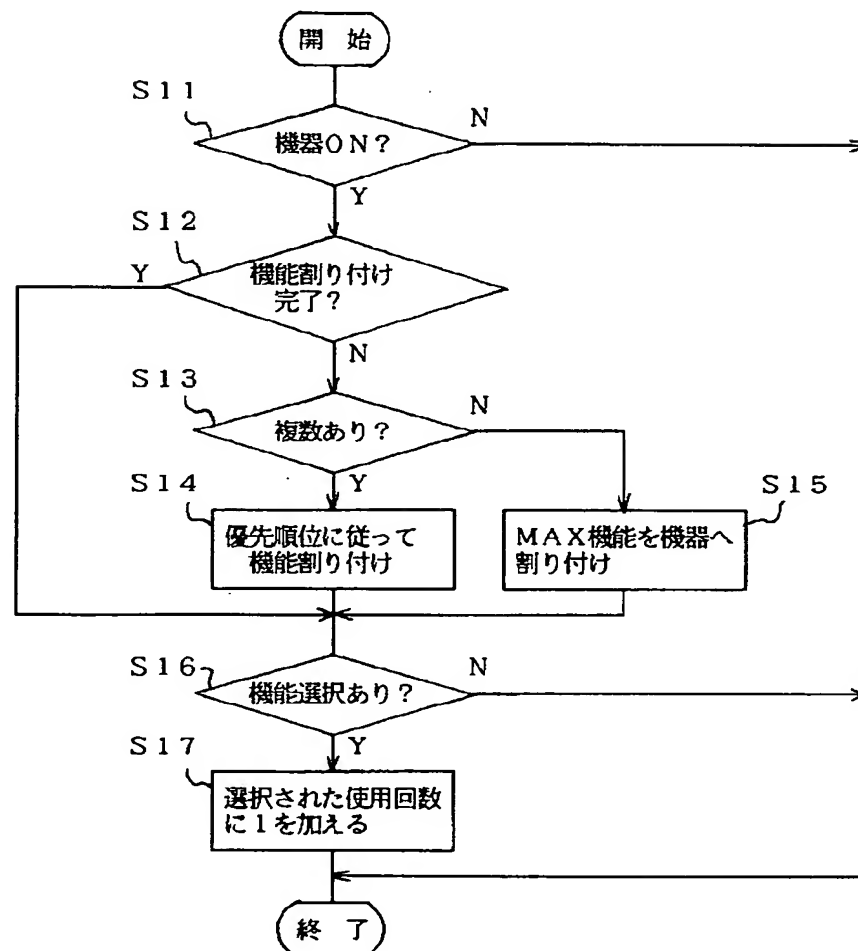 開 始
S11
N
機器ON?
Y
S12
Y
機能割り付け
完了?
N
S13
N
複数あり?
S14
Y
S15
優先順位に従って
機能割り付け
MAX機能を機器へ
割り付け
S16
N
機能選択あり?
S17
Y
選択された使用回数
に1を加える
終 了